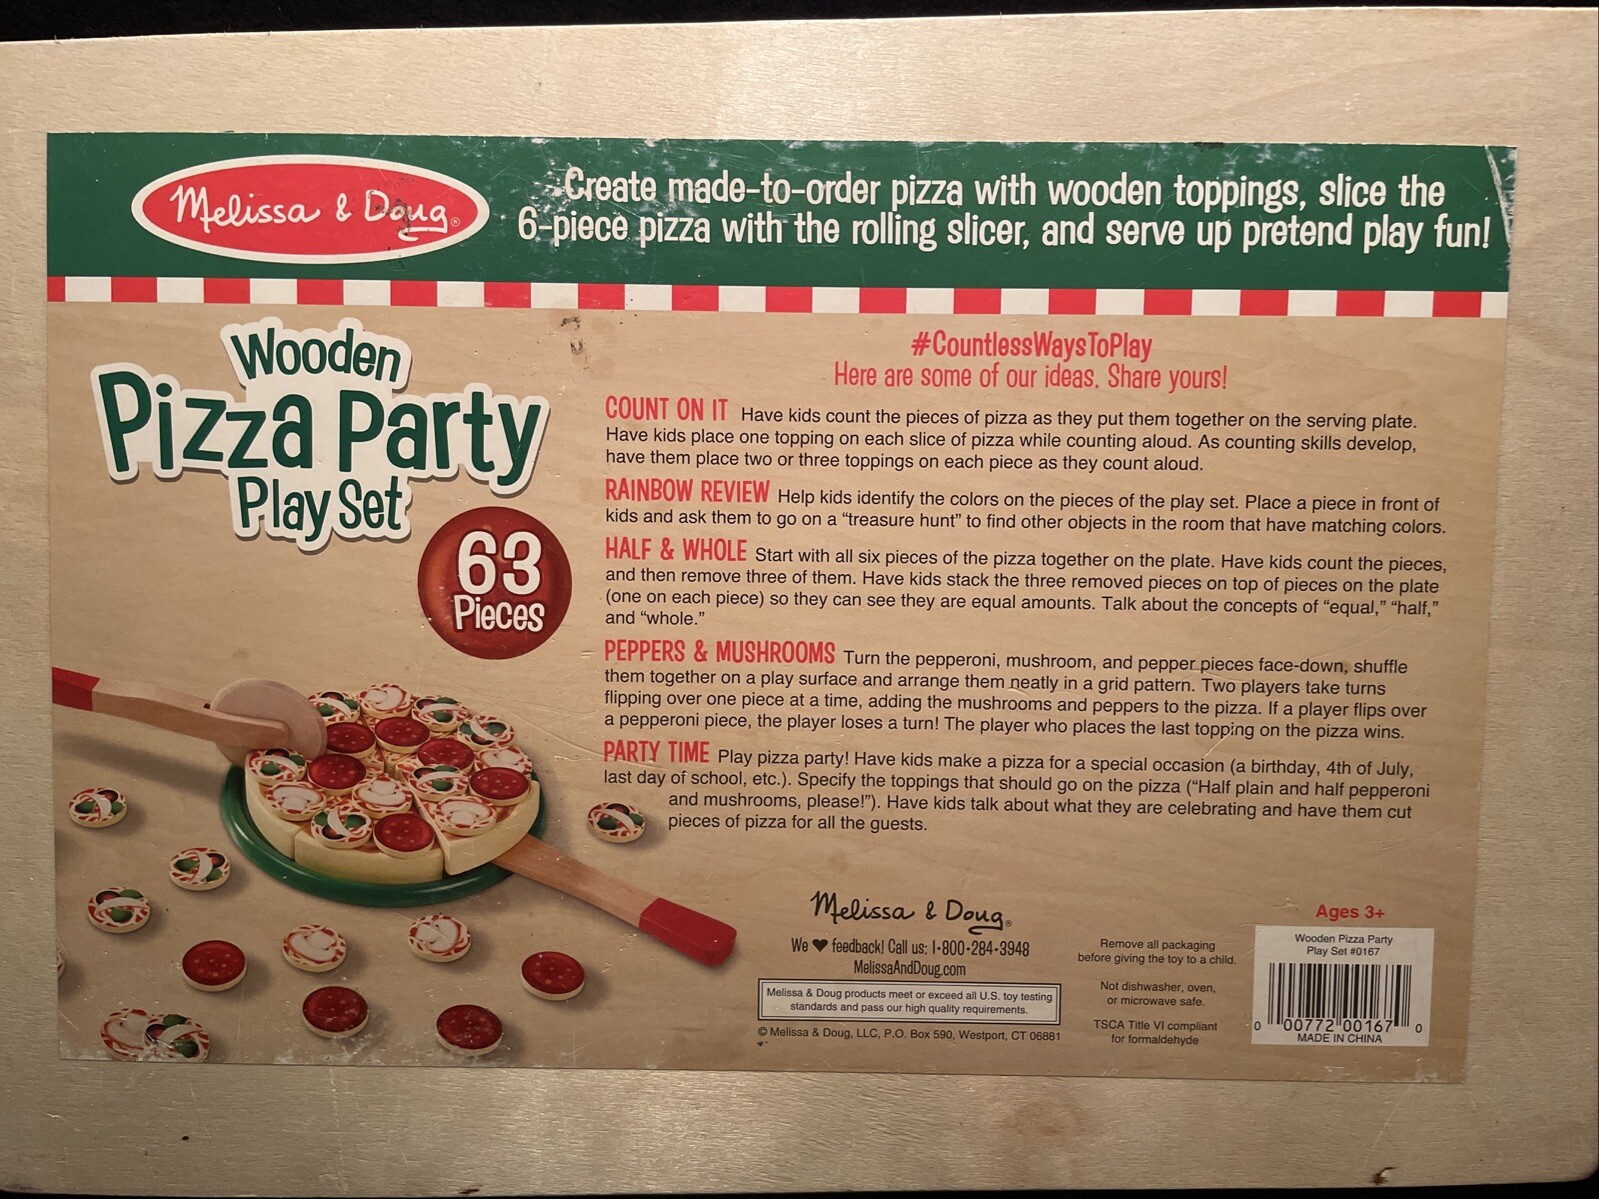 Melissa & Doug®
Create made-to-order pizza with wooden toppings, slice the
6-piece pizza with the rolling slicer, and serve up pretend play fun!
Wooden
Pizza Party
Play Set
63
Pieces
#CountlessWaysToPlay
Here are some of our ideas. Share yours!
COUNT ON IT Have kids count the pieces of pizza as they put them together on the serving plate.
Have kids place one topping on each slice of pizza while counting aloud. As counting skills develop,
have them place two or three toppings on each piece as they count aloud.
RAINBOW REVIEW Help kids identify the colors on the pieces of the play set. Place a piece in front of
kids and ask them to go on a “treasure hunt” to find other objects in the room that have matching colors.
HALF & WHOLE Start with all six pieces of the pizza together on the plate. Have kids count the pieces,
and then remove three of them. Have kids stack the three removed pieces on top of pieces on the plate
(one on each piece) so they can see they are equal amounts. Talk about the concepts of “equal,” “half,”
and “whole.”
PEPPERS & MUSHROOMS Turn the pepperoni, mushroom, and pepper pieces face-down, shuffle
them together on a play surface and arrange them neatly in a grid pattern. Two players take turns
flipping over one piece at a time, adding the mushrooms and peppers to the pizza. If a player flips over
a pepperoni piece, the player loses a turn! The player who places the last topping on the pizza wins.
PARTY TIME Play pizza party! Have kids make a pizza for a special occasion (a birthday, 4th of July,
last day of school, etc.). Specify the toppings that should go on the pizza (“Half plain and half pepperoni
and mushrooms, please!”). Have kids talk about what they are celebrating and have them cut
pieces of pizza for all the guests.
Melissa & Doug®
We ♥ feedback! Call us: 1-800-284-3948
MelissaAndDoug.com
Melissa & Doug products meet or exceed all U.S. toy testing
standards and pass our high quality requirements.
© Melissa & Doug, LLC, P.O. Box 590, Westport, CT 06881
Remove all packaging
before giving the toy to a child.
Not dishwasher, oven,
or microwave safe.
TSCA Title VI compliant
for formaldehyde
Ages 3+
Wooden Pizza Party
Play Set #0167
0 00772 00167 0
MADE IN CHINA